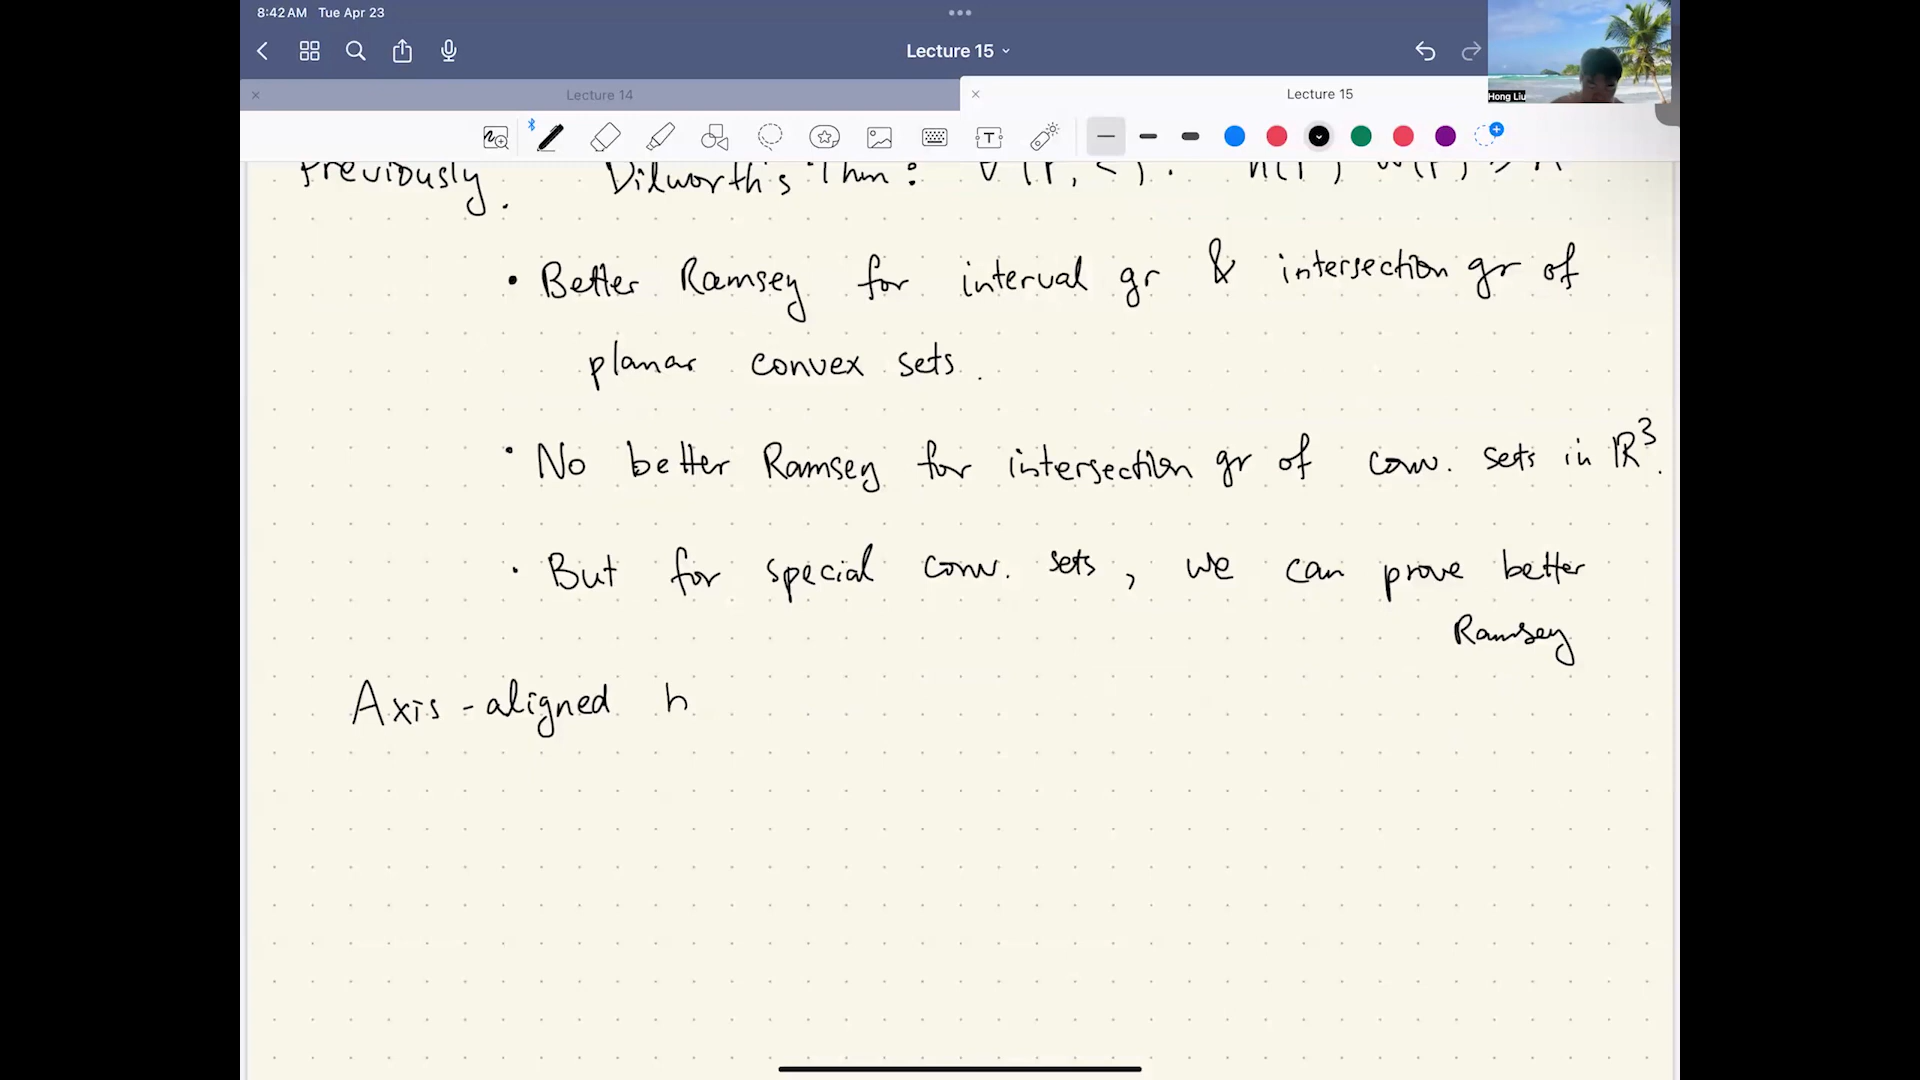 8:42 AM Tue Apr 23
Lecture 15
Hong Liu
Lecture 14
Lecture 15
Previously. Dilworth's Thm:
• Better Ramsey for interval gr & intersection gr of
planar convex sets.
• No better Ramsey for intersection gr of conv. sets in ℝ³.
• But for special conv. sets, we can prove better
Ramsey
Axis-aligned